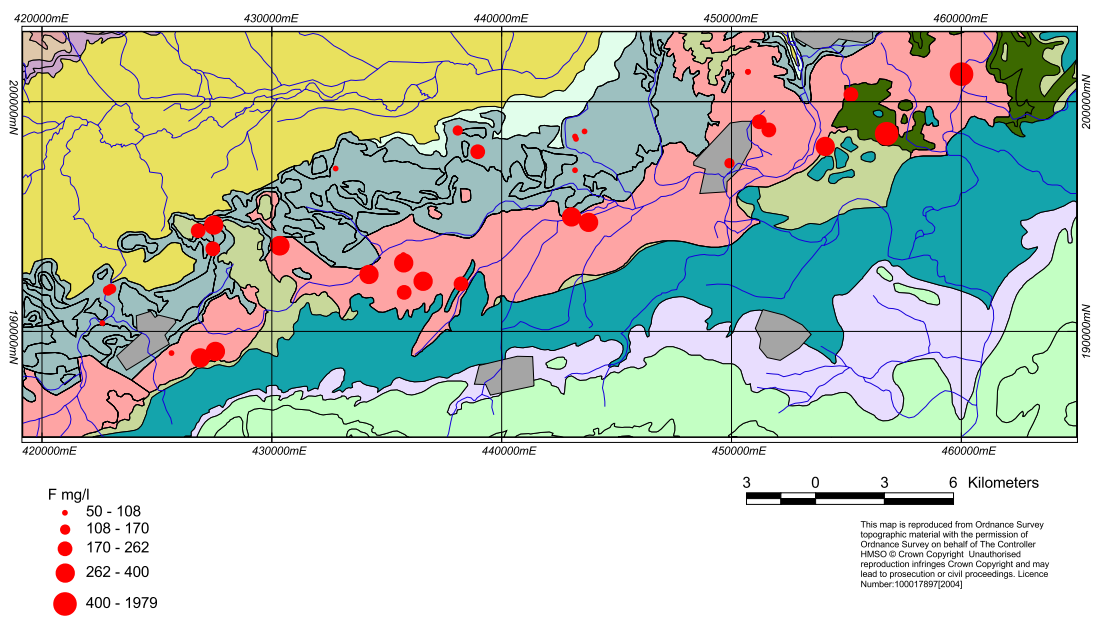 420000mE 430000mE 440000mE 450000mE 460000mE
200000mN 200000mN
190000mN 190000mN
420000mE 430000mE 440000mE 450000mE 460000mE
3 0 3 6 Kilometers
F mg/l
50 - 108
108 - 170
170 - 262
262 - 400
400 - 1979
This map is reproduced from Ordnance Survey
topographic material with the permission of
Ordnance Survey on behalf of The Controller
HMSO © Crown Copyright Unauthorised
reproduction infringes Crown Copyright and may
lead to prosecution or civil proceedings. Licence
Number:100017897[2004]